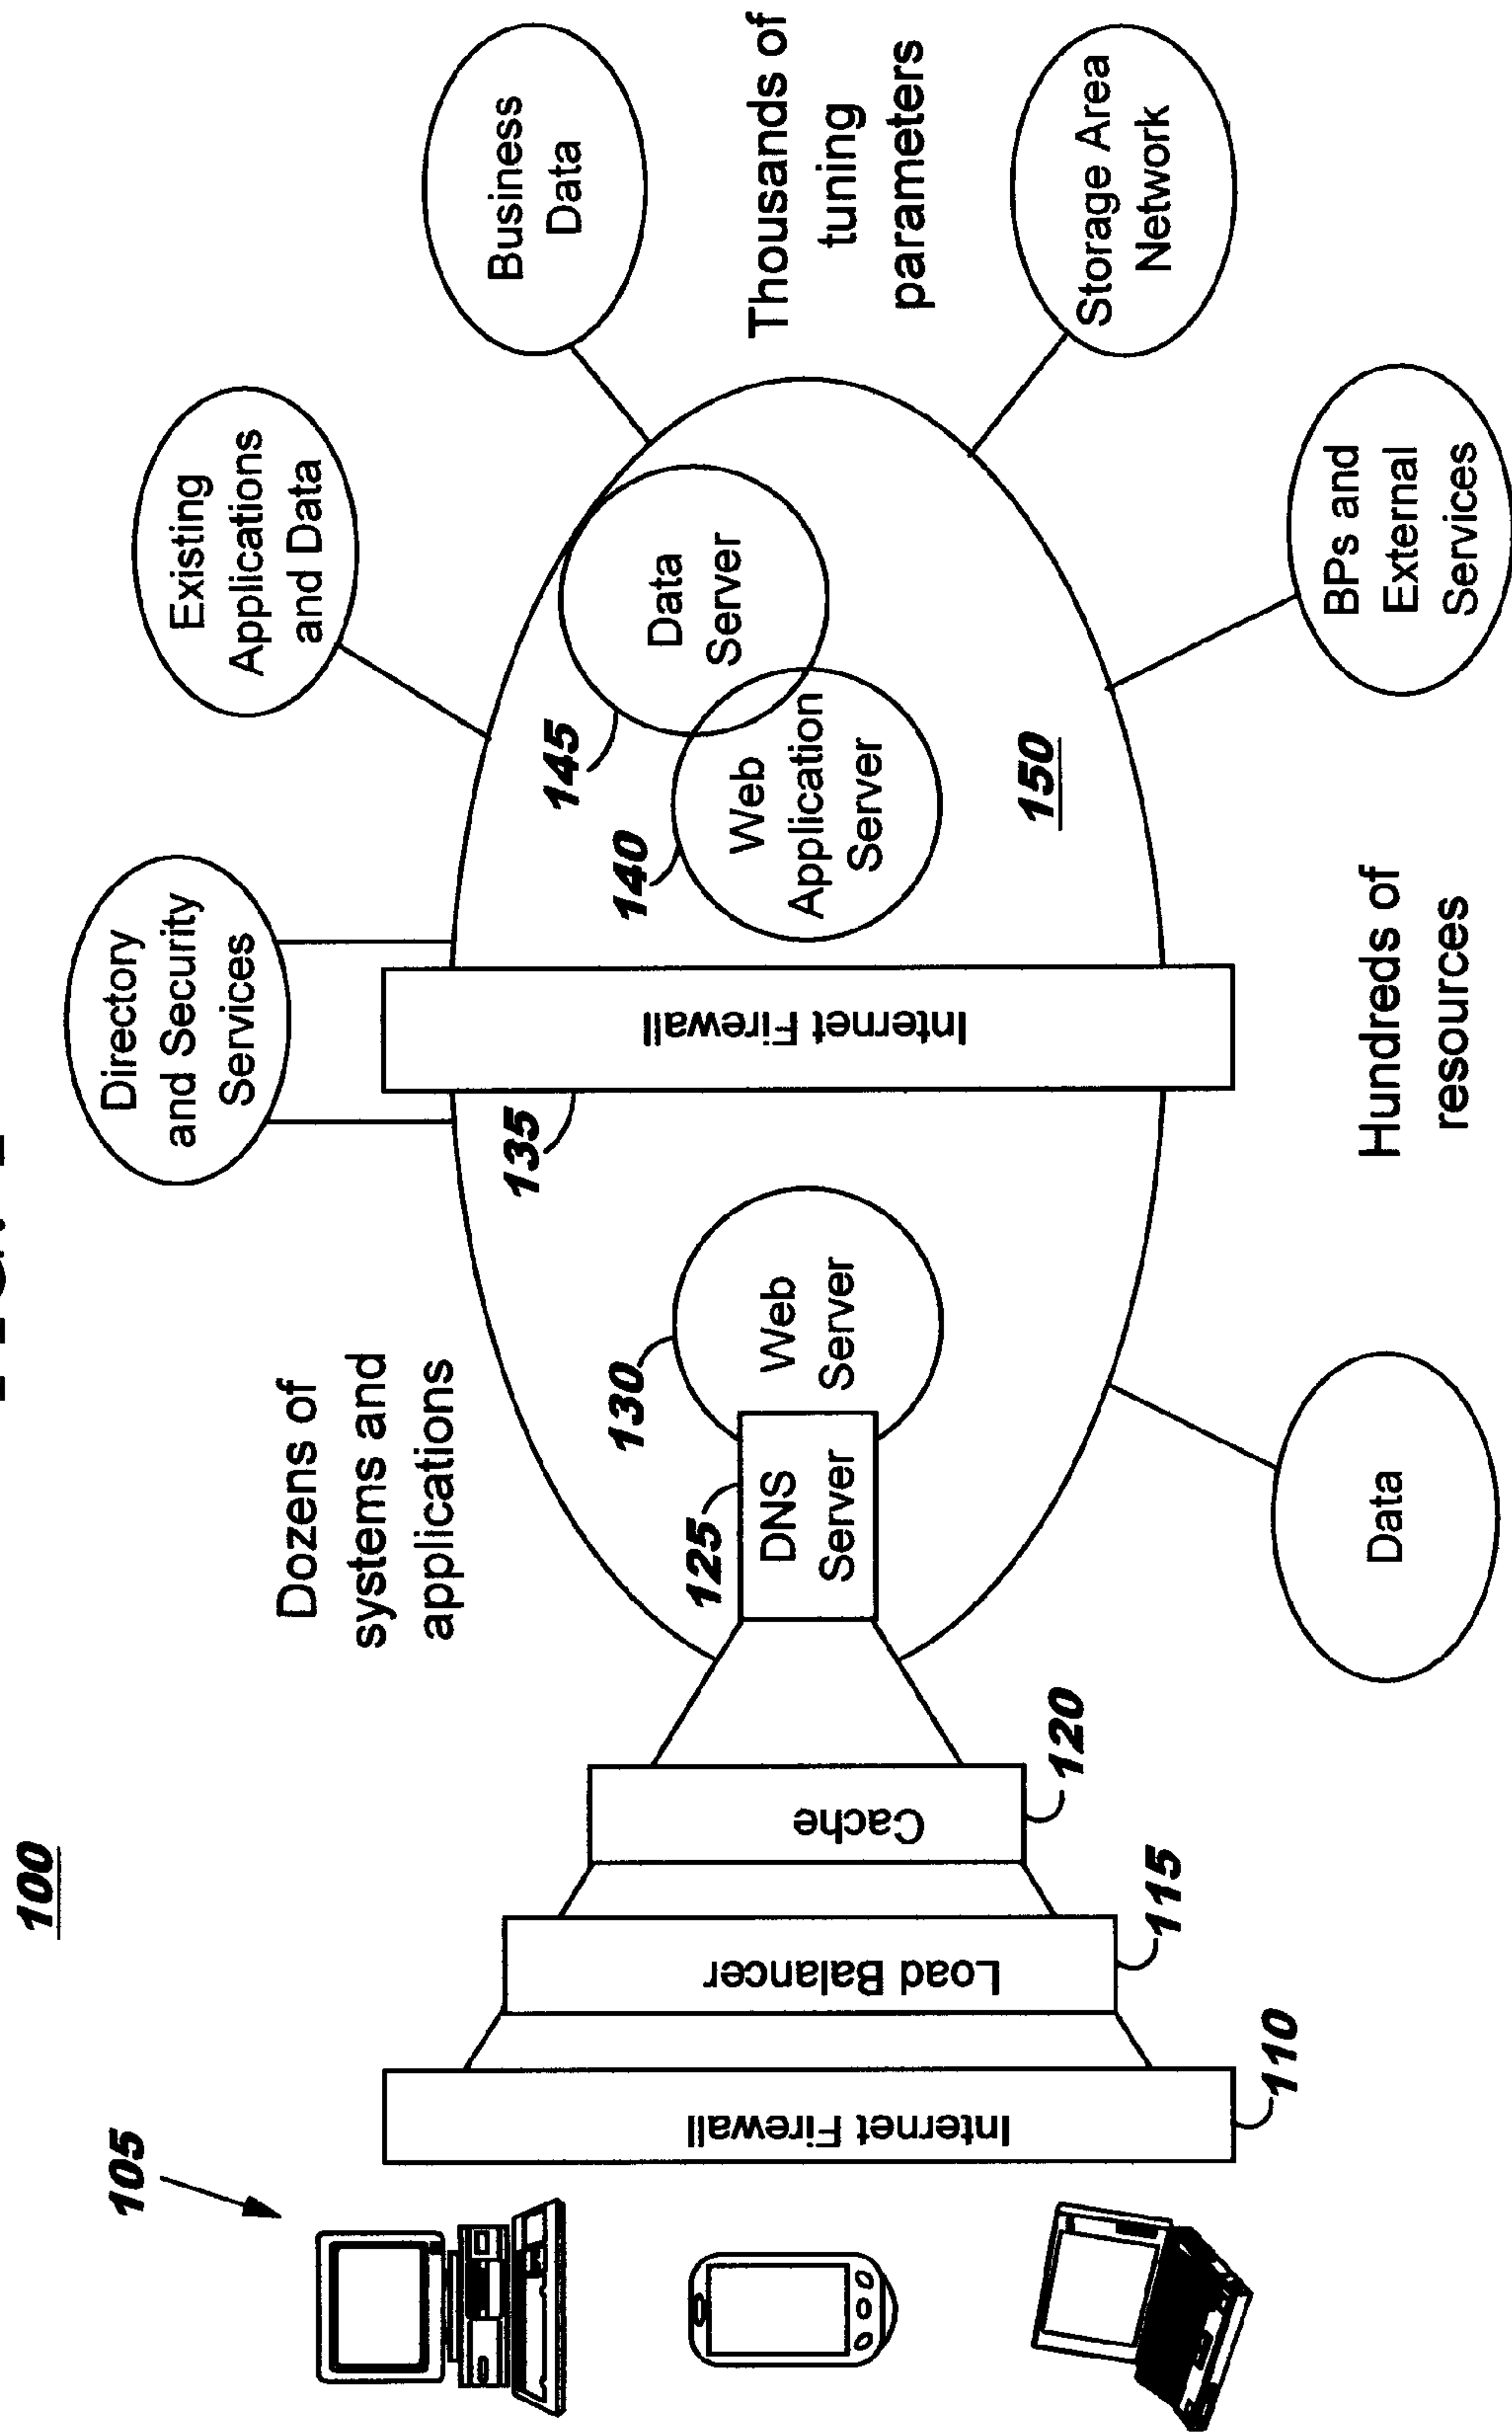 100
105
Internet Firewall
110
Load Balancer
115
Cache
120
Dozens of
systems and
applications
125
DNS
Server
130
Web
Server
Data
Directory
and Security
Services
135
Internet Firewall
Hundreds of
resources
140
Web
Application
Server
145
Data
Server
150
Existing
Applications
and Data
Business
Data
Thousands of
tuning
parameters
Storage Area
Network
BPs and
External
Services